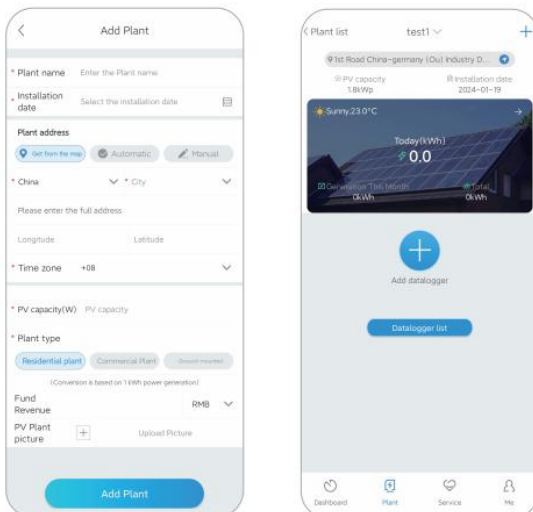 Add Plant
* Plant name Enter the Plant name
* Installation date Select the installation date
Plant address
Get from the map Automatic Manual
* China * City
Please enter the full address
Longitude Latitude
* Time zone +08
* PV capacity(W) PV capacity
* Plant type
Residential plant Commercial Plant Ground mounted
(Conversion is based on 1 kWh power generation)
Fund Revenue RMB
PV Plant picture Upload Picture
Add Plant
Plant list test1
1st Road China-germany (Ou) Industry D...
PV capacity Installation date
1.8kWp 2024-01-19
Sunny,23.0°C
Today(kWh)
0.0
Generation This Month Total
0kWh 0kWh
Add datalogger
Datalogger list
Dashboard Plant Service Me